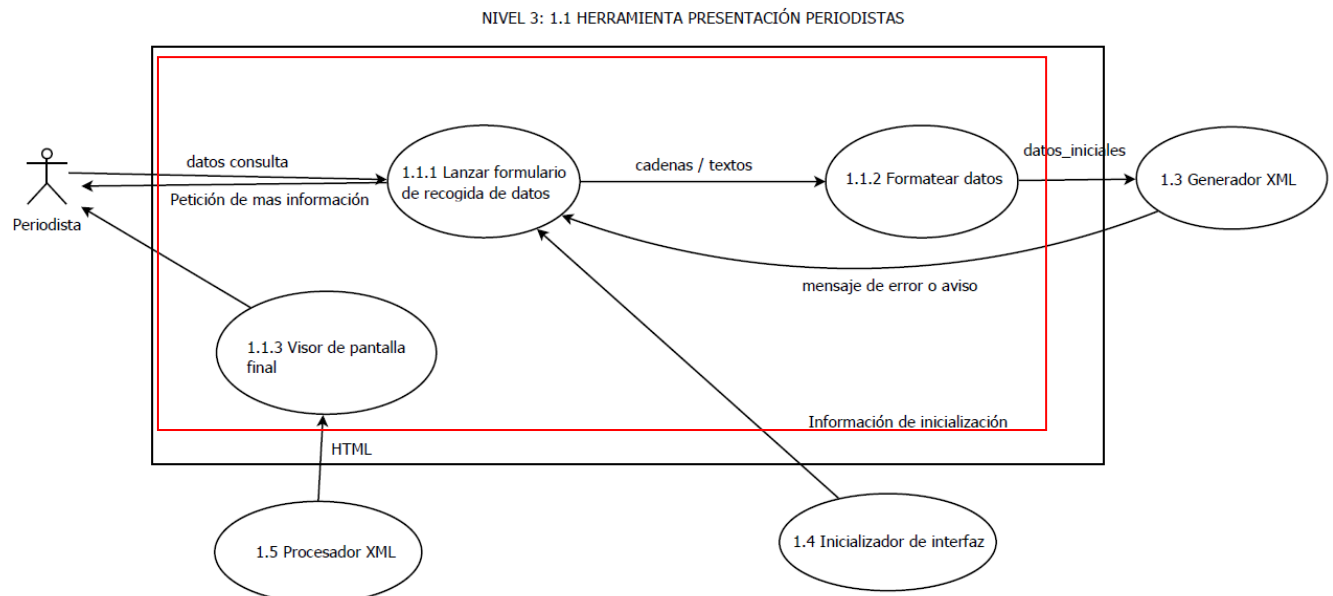 NIVEL 3: 1.1 HERRAMIENTA PRESENTACIÓN PERIODISTAS
datos consulta
Petición de mas información
Periodista
1.1.1 Lanzar formulario
de recogida de datos
cadenas / textos
1.1.2 Formatear datos
datos_iniciales
1.3 Generador XML
mensaje de error o aviso
1.1.3 Visor de pantalla
final
Información de inicialización
HTML
1.5 Procesador XML
1.4 Inicializador de interfaz